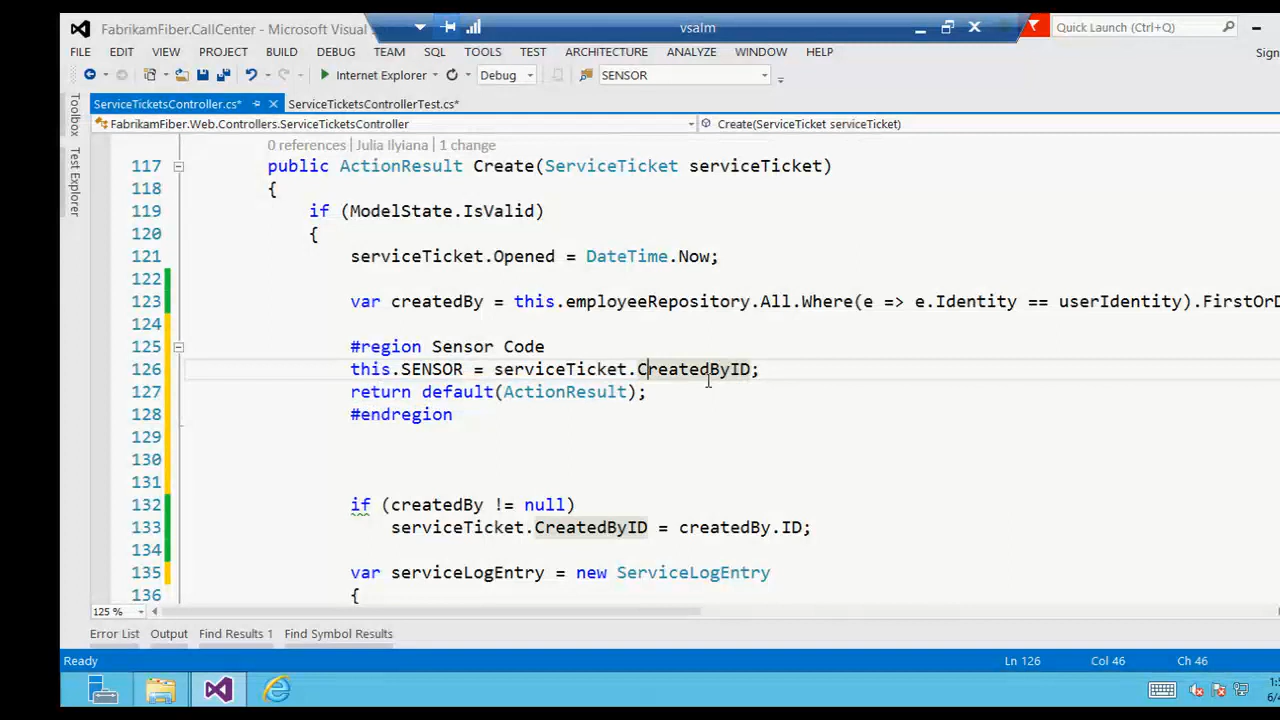 FabrikamFiber.CallCenter - Microsoft Visual
vsalm
Quick Launch (Ctrl+Q)
FILE EDIT VIEW PROJECT BUILD DEBUG TEAM SQL TOOLS TEST ARCHITECTURE ANALYZE WINDOW HELP
Sign
Internet Explorer Debug SENSOR
ServiceTicketsController.cs* ServiceTicketsControllerTest.cs*
Toolbox
Test Explorer
FabrikamFiber.Web.Controllers.ServiceTicketsController Create(ServiceTicket serviceTicket)
0 references | Julia Ilyiana | 1 change
117 public ActionResult Create(ServiceTicket serviceTicket)
118 {
119 if (ModelState.IsValid)
120 {
121 serviceTicket.Opened = DateTime.Now;
122
123 var createdBy = this.employeeRepository.All.Where(e => e.Identity == userIdentity).FirstOrD
124
125 #region Sensor Code
126 this.SENSOR = serviceTicket.CreatedByID;
127 return default(ActionResult);
128 #endregion
129
130
131
132 if (createdBy != null)
133 serviceTicket.CreatedByID = createdBy.ID;
134
135 var serviceLogEntry = new ServiceLogEntry
136 {
125 %
Error List Output Find Results 1 Find Symbol Results
Ready Ln 126 Col 46 Ch 46